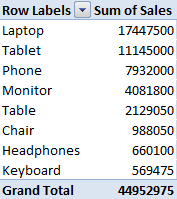 Row Labels Sum of Sales
Laptop 17447500
Tablet 11145000
Phone 7932000
Monitor 4081800
Table 2129050
Chair 988050
Headphones 660100
Keyboard 569475
Grand Total 44952975